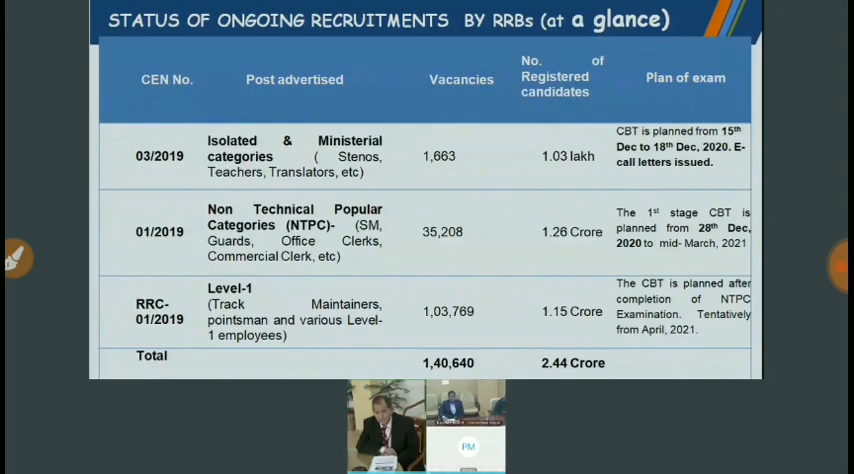 STATUS OF ONGOING RECRUITMENTS BY RRBs (at a glance)
CEN No. Post advertised Vacancies No. of Registered candidates Plan of exam
03/2019
Isolated & Ministerial
categories ( Stenos,
Teachers, Translators, etc)
1,663
1.03 lakh
CBT is planned from 15th
Dec to 18th Dec, 2020. E-
call letters issued.
01/2019
Non Technical Popular
Categories (NTPC)- (SM,
Guards, Office Clerks,
Commercial Clerk, etc)
35,208
1.26 Crore
The 1st stage CBT is
planned from 28th Dec,
2020 to mid- March, 2021
RRC-
01/2019
Level-1
(Track Maintainers,
pointsman and various Level-
1 employees)
1,03,769
1.15 Crore
The CBT is planned after
completion of NTPC
Examination. Tentatively
from April, 2021.
Total 1,40,640 2.44 Crore
PM